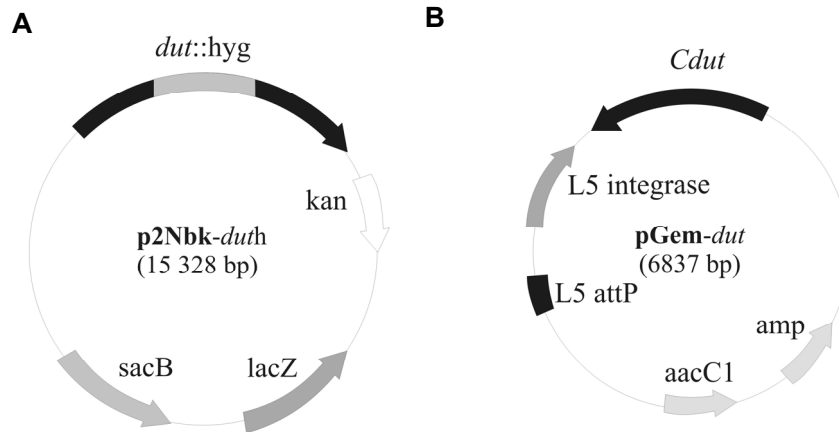 A
dut::hyg
kan
p2Nbk-duth
(15 328 bp)
sacB
lacZ
B
Cdut
L5 integrase
pGem-dut
(6837 bp)
L5 attP
amp
aacC1